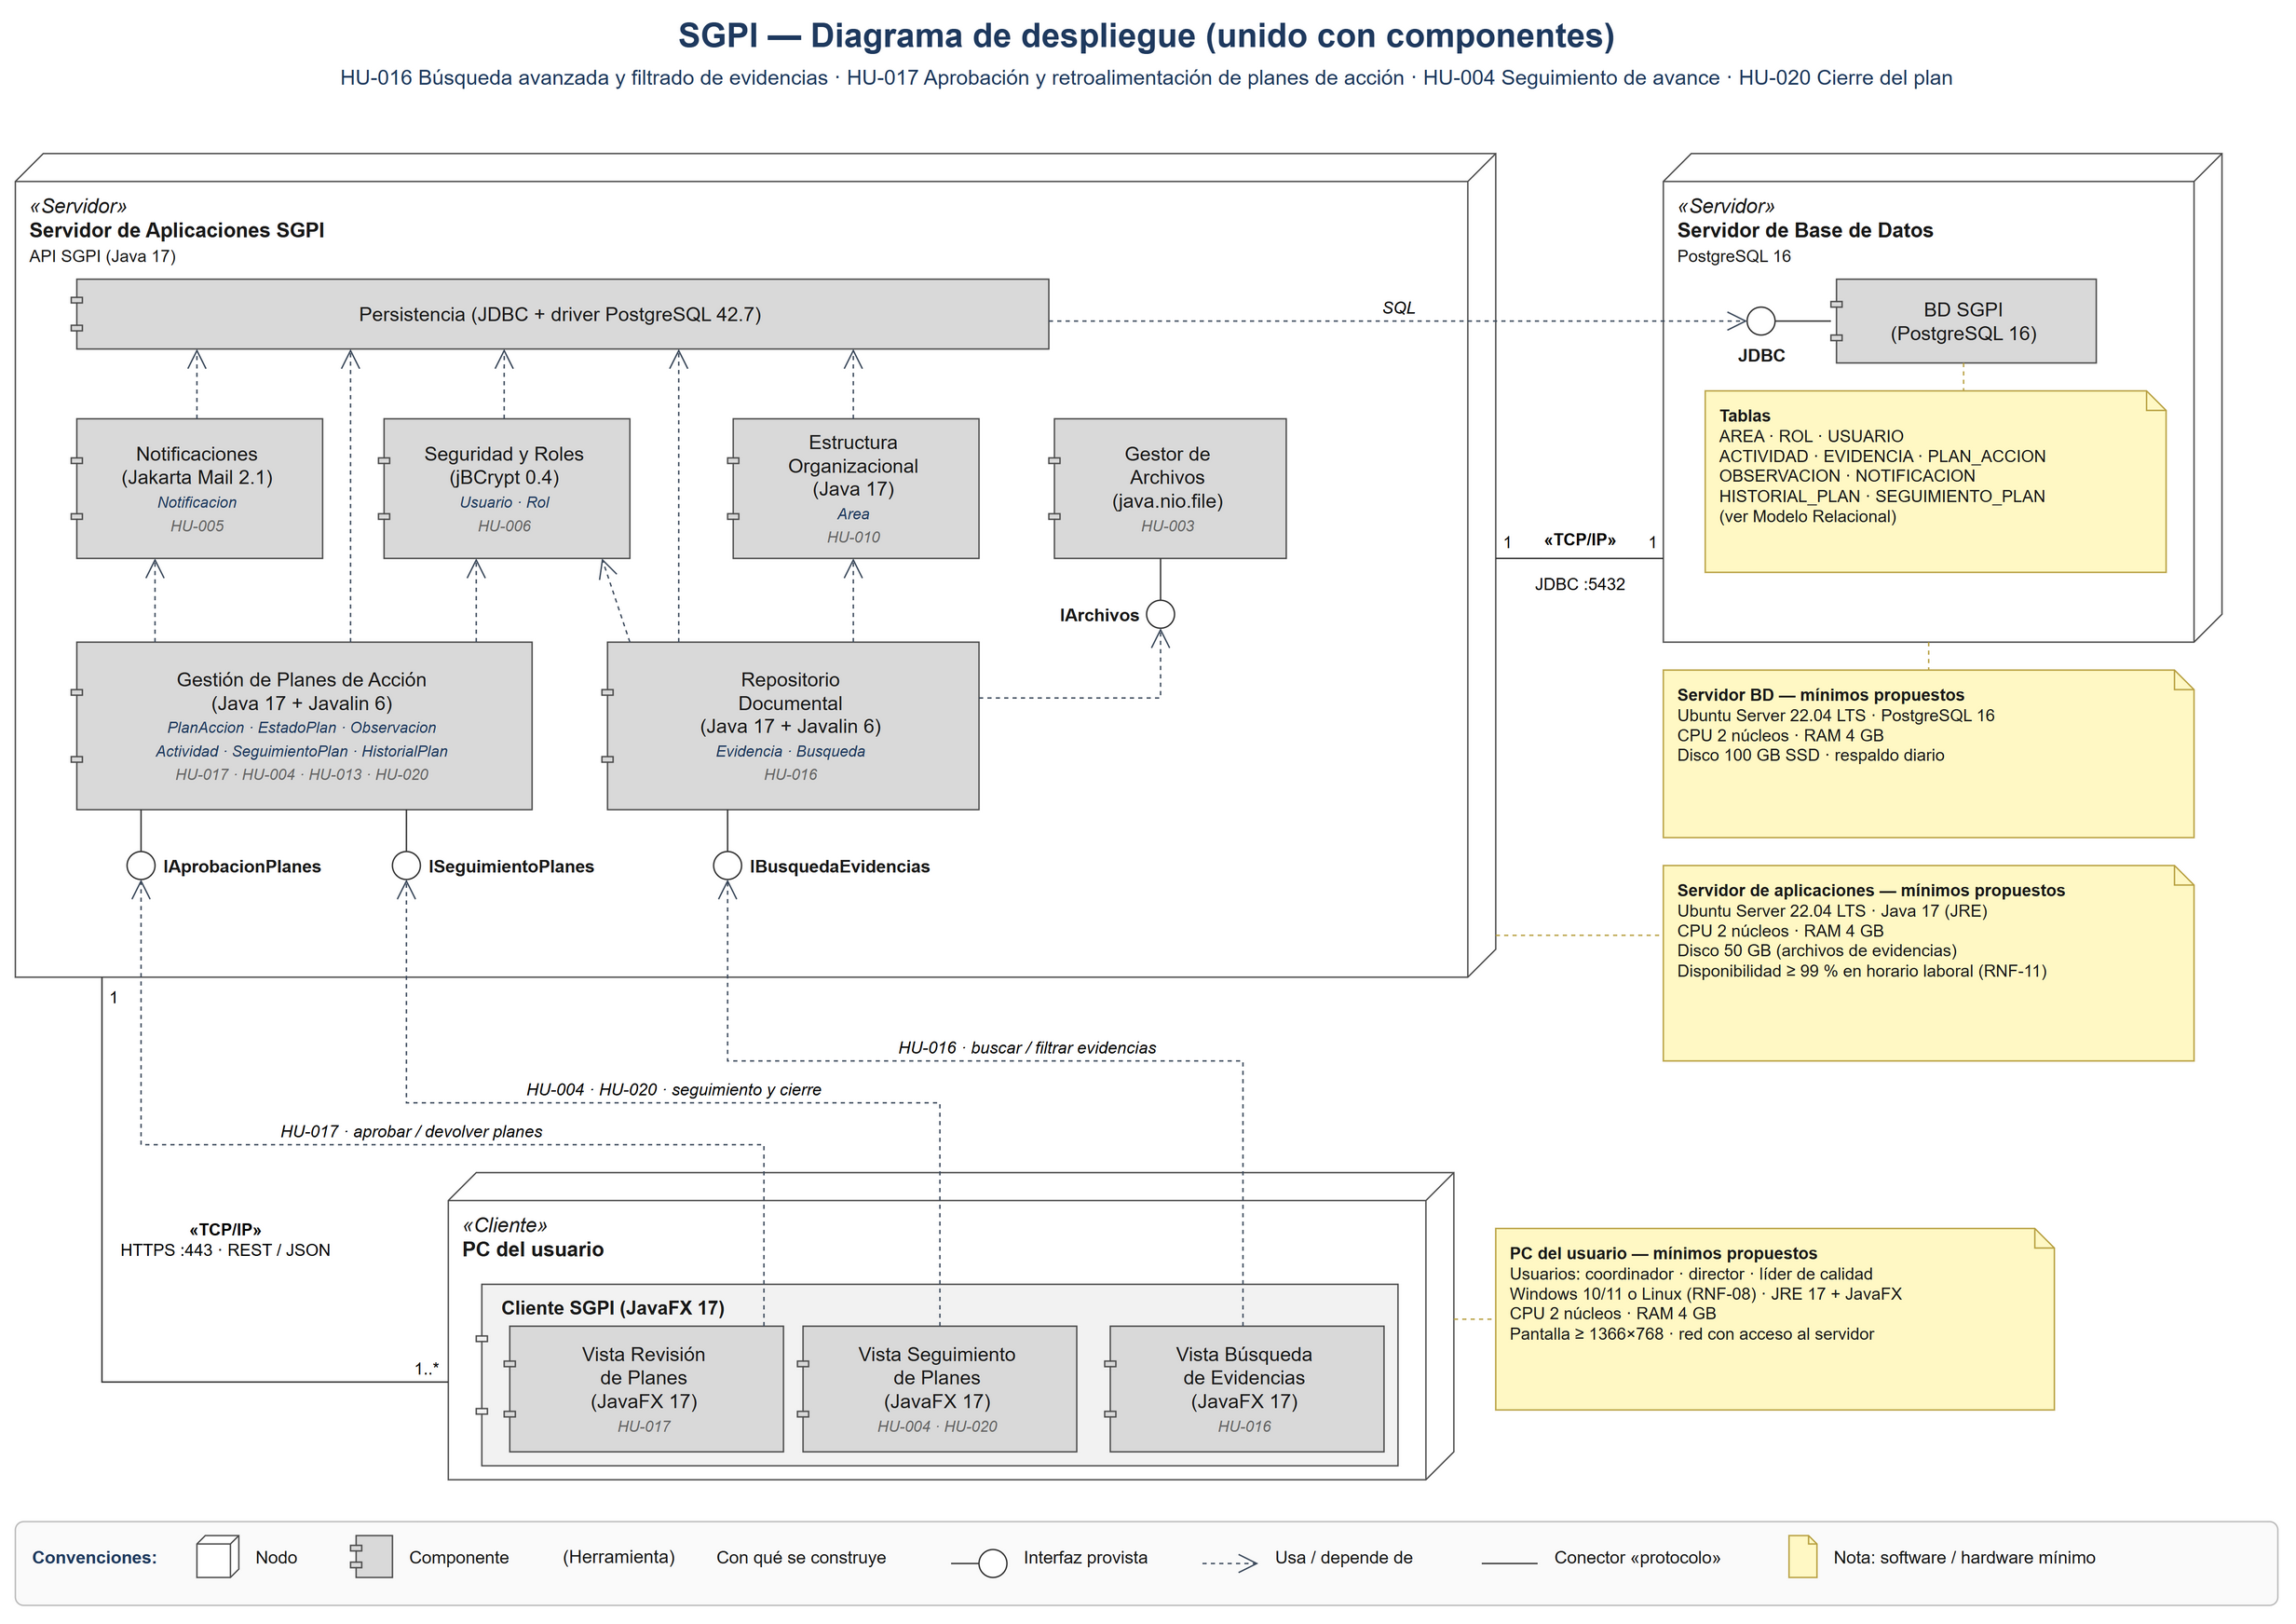 SGPI — Diagrama de despliegue (unido con componentes)
HU-016 Búsqueda avanzada y filtrado de evidencias · HU-017 Aprobación y retroalimentación de planes de acción · HU-004 Seguimiento de avance · HU-020 Cierre del plan
«Servidor»
Servidor de Aplicaciones SGPI
API SGPI (Java 17)
Persistencia (JDBC + driver PostgreSQL 42.7)
SQL
Notificaciones
(Jakarta Mail 2.1)
Notificacion
HU-005
Seguridad y Roles
(jBCrypt 0.4)
Usuario · Rol
HU-006
Estructura
Organizacional
(Java 17)
Area
HU-010
Gestor de
Archivos
(java.nio.file)
HU-003
IArchivos
Gestión de Planes de Acción
(Java 17 + Javalin 6)
PlanAccion · EstadoPlan · Observacion
Actividad · SeguimientoPlan · HistorialPlan
HU-017 · HU-004 · HU-013 · HU-020
Repositorio
Documental
(Java 17 + Javalin 6)
Evidencia · Busqueda
HU-016
IAprobacionPlanes
ISeguimientoPlanes
IBusquedaEvidencias
«Servidor»
Servidor de Base de Datos
PostgreSQL 16
BD SGPI
(PostgreSQL 16)
JDBC
Tablas
AREA · ROL · USUARIO
ACTIVIDAD · EVIDENCIA · PLAN_ACCION
OBSERVACION · NOTIFICACION
HISTORIAL_PLAN · SEGUIMIENTO_PLAN
(ver Modelo Relacional)
1
«TCP/IP»
1
JDBC :5432
Servidor BD — mínimos propuestos
Ubuntu Server 22.04 LTS · PostgreSQL 16
CPU 2 núcleos · RAM 4 GB
Disco 100 GB SSD · respaldo diario
Servidor de aplicaciones — mínimos propuestos
Ubuntu Server 22.04 LTS · Java 17 (JRE)
CPU 2 núcleos · RAM 4 GB
Disco 50 GB (archivos de evidencias)
Disponibilidad ≥ 99 % en horario laboral (RNF-11)
1
HU-016 · buscar / filtrar evidencias
HU-004 · HU-020 · seguimiento y cierre
HU-017 · aprobar / devolver planes
«TCP/IP»
HTTPS :443 · REST / JSON
1..*
«Cliente»
PC del usuario
Cliente SGPI (JavaFX 17)
Vista Revisión
de Planes
(JavaFX 17)
HU-017
Vista Seguimiento
de Planes
(JavaFX 17)
HU-004 · HU-020
Vista Búsqueda
de Evidencias
(JavaFX 17)
HU-016
PC del usuario — mínimos propuestos
Usuarios: coordinador · director · líder de calidad
Windows 10/11 o Linux (RNF-08) · JRE 17 + JavaFX
CPU 2 núcleos · RAM 4 GB
Pantalla ≥ 1366×768 · red con acceso al servidor
Convenciones:
Nodo
Componente
(Herramienta)
Con qué se construye
Interfaz provista
Usa / depende de
Conector «protocolo»
Nota: software / hardware mínimo